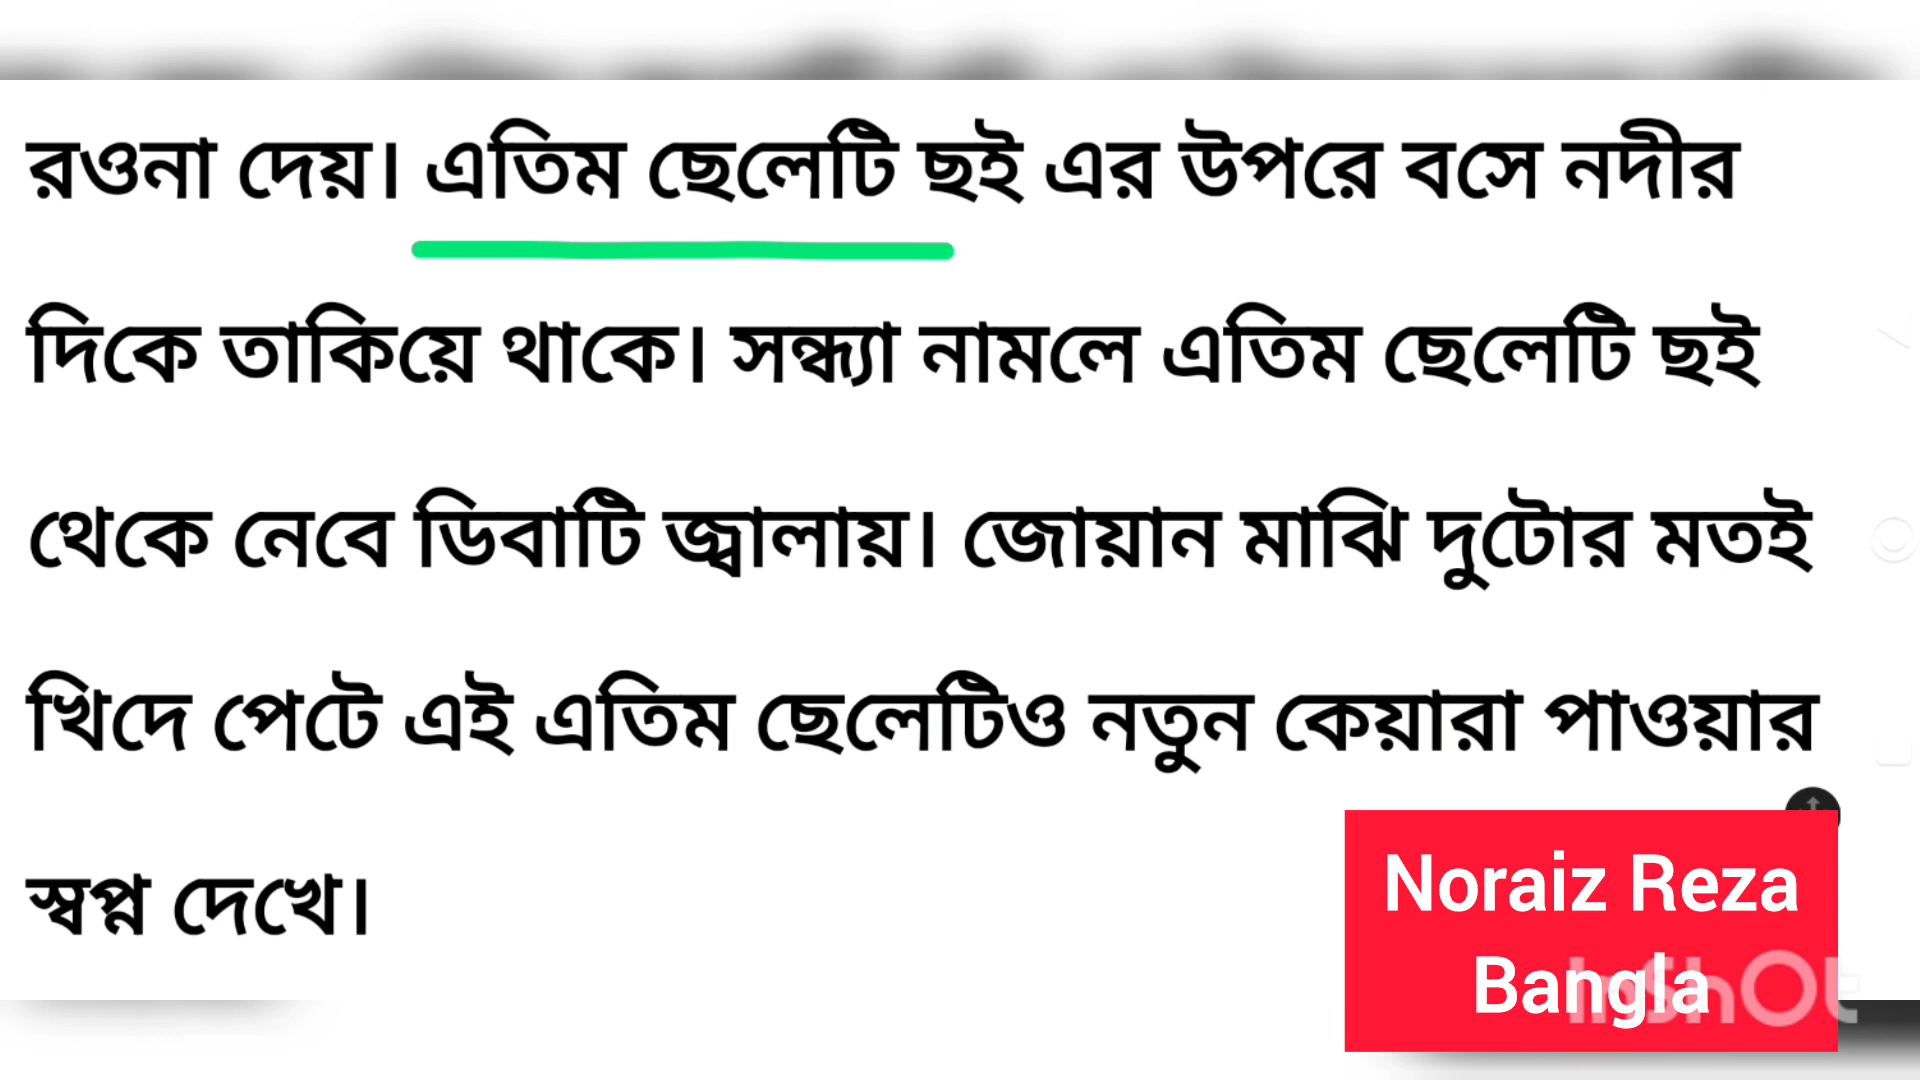 রওনা দেয়। এতিম ছেলেটি ছই এর উপরে বসে নদীর
দিকে তাকিয়ে থাকে। সন্ধ্যা নামলে এতিম ছেলেটি ছই
থেকে নেবে ডিবাটি জ্বালায়। জোয়ান মাঝি দুটোর মতই
খিদে পেটে এই এতিম ছেলেটিও নতুন কেয়ারা পাওয়ার
স্বপ্ন দেখে।
Noraiz Reza
Bangla
InShOt